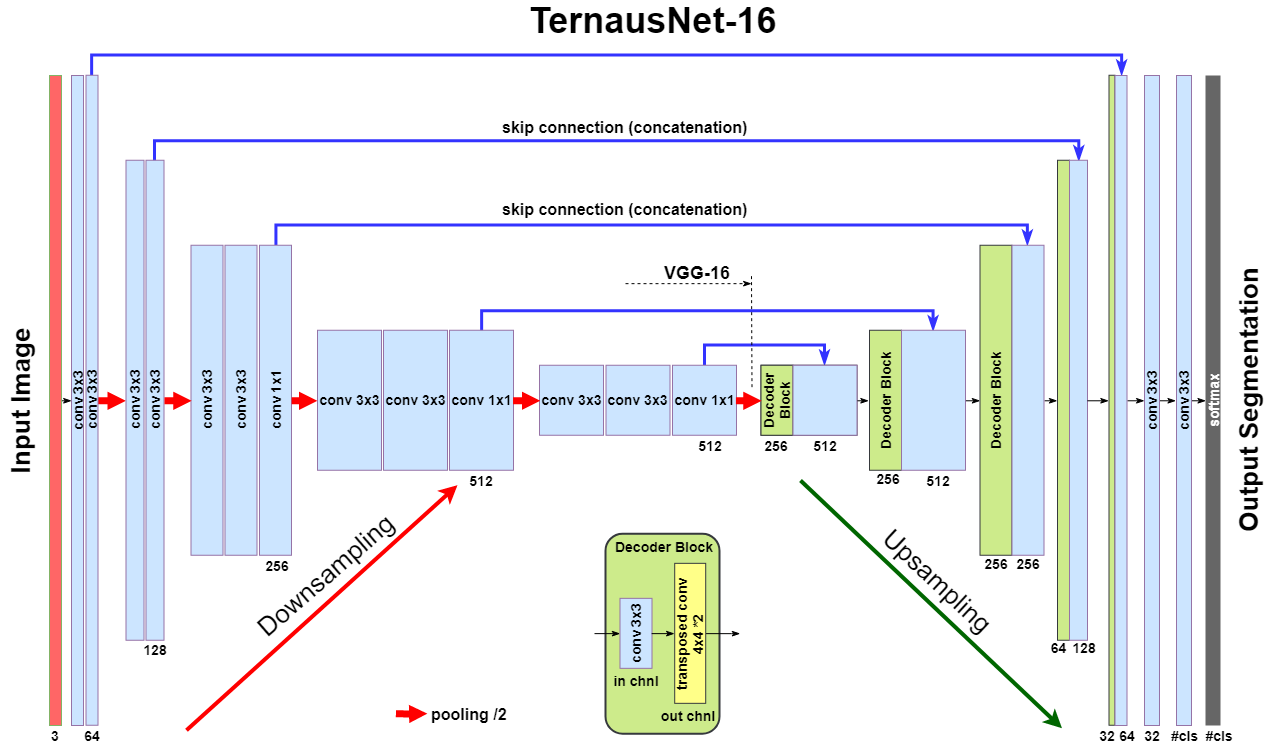 TernausNet-16
skip connection (concatenation)
skip connection (concatenation)
VGG-16
Input Image
3
conv 3x3
conv 3x3
64
conv 3x3
conv 3x3
128
conv 3x3
conv 3x3
conv 1x1
256
conv 3x3
conv 3x3
conv 1x1
512
conv 3x3
conv 3x3
conv 1x1
512
Decoder
Block
256
512
Decoder Block
256
512
Decoder Block
256
256
64
128
32
64
conv 3x3
32
conv 3x3
#cls
softmax
#cls
Output Segmentation
Downsampling
Upsampling
Decoder Block
conv 3x3
in chnl
transposed conv
4x4 *2
out chnl
pooling /2